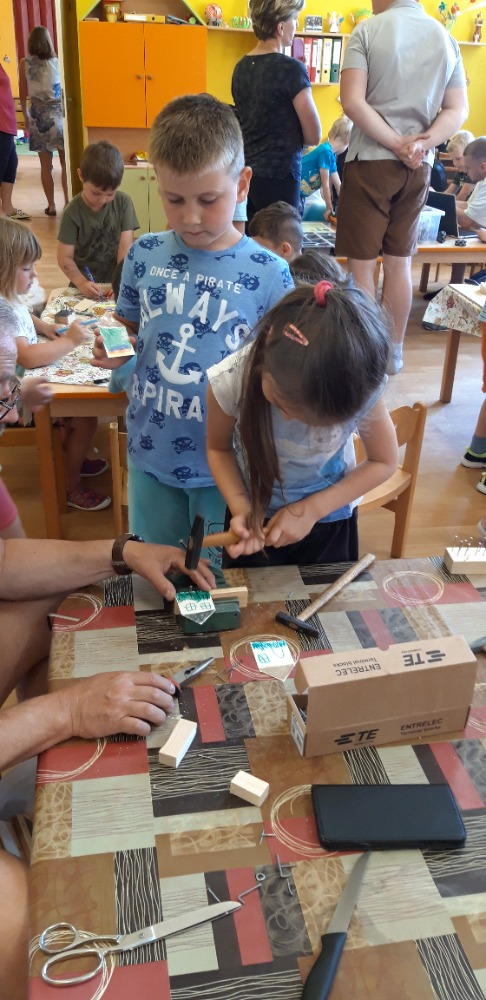 ONCE A PIRATE
ALWAYS
A PIRA
ENTRELEC
Terminal Blocks
TE
TE
ENTRELEC
Terminal Blocks